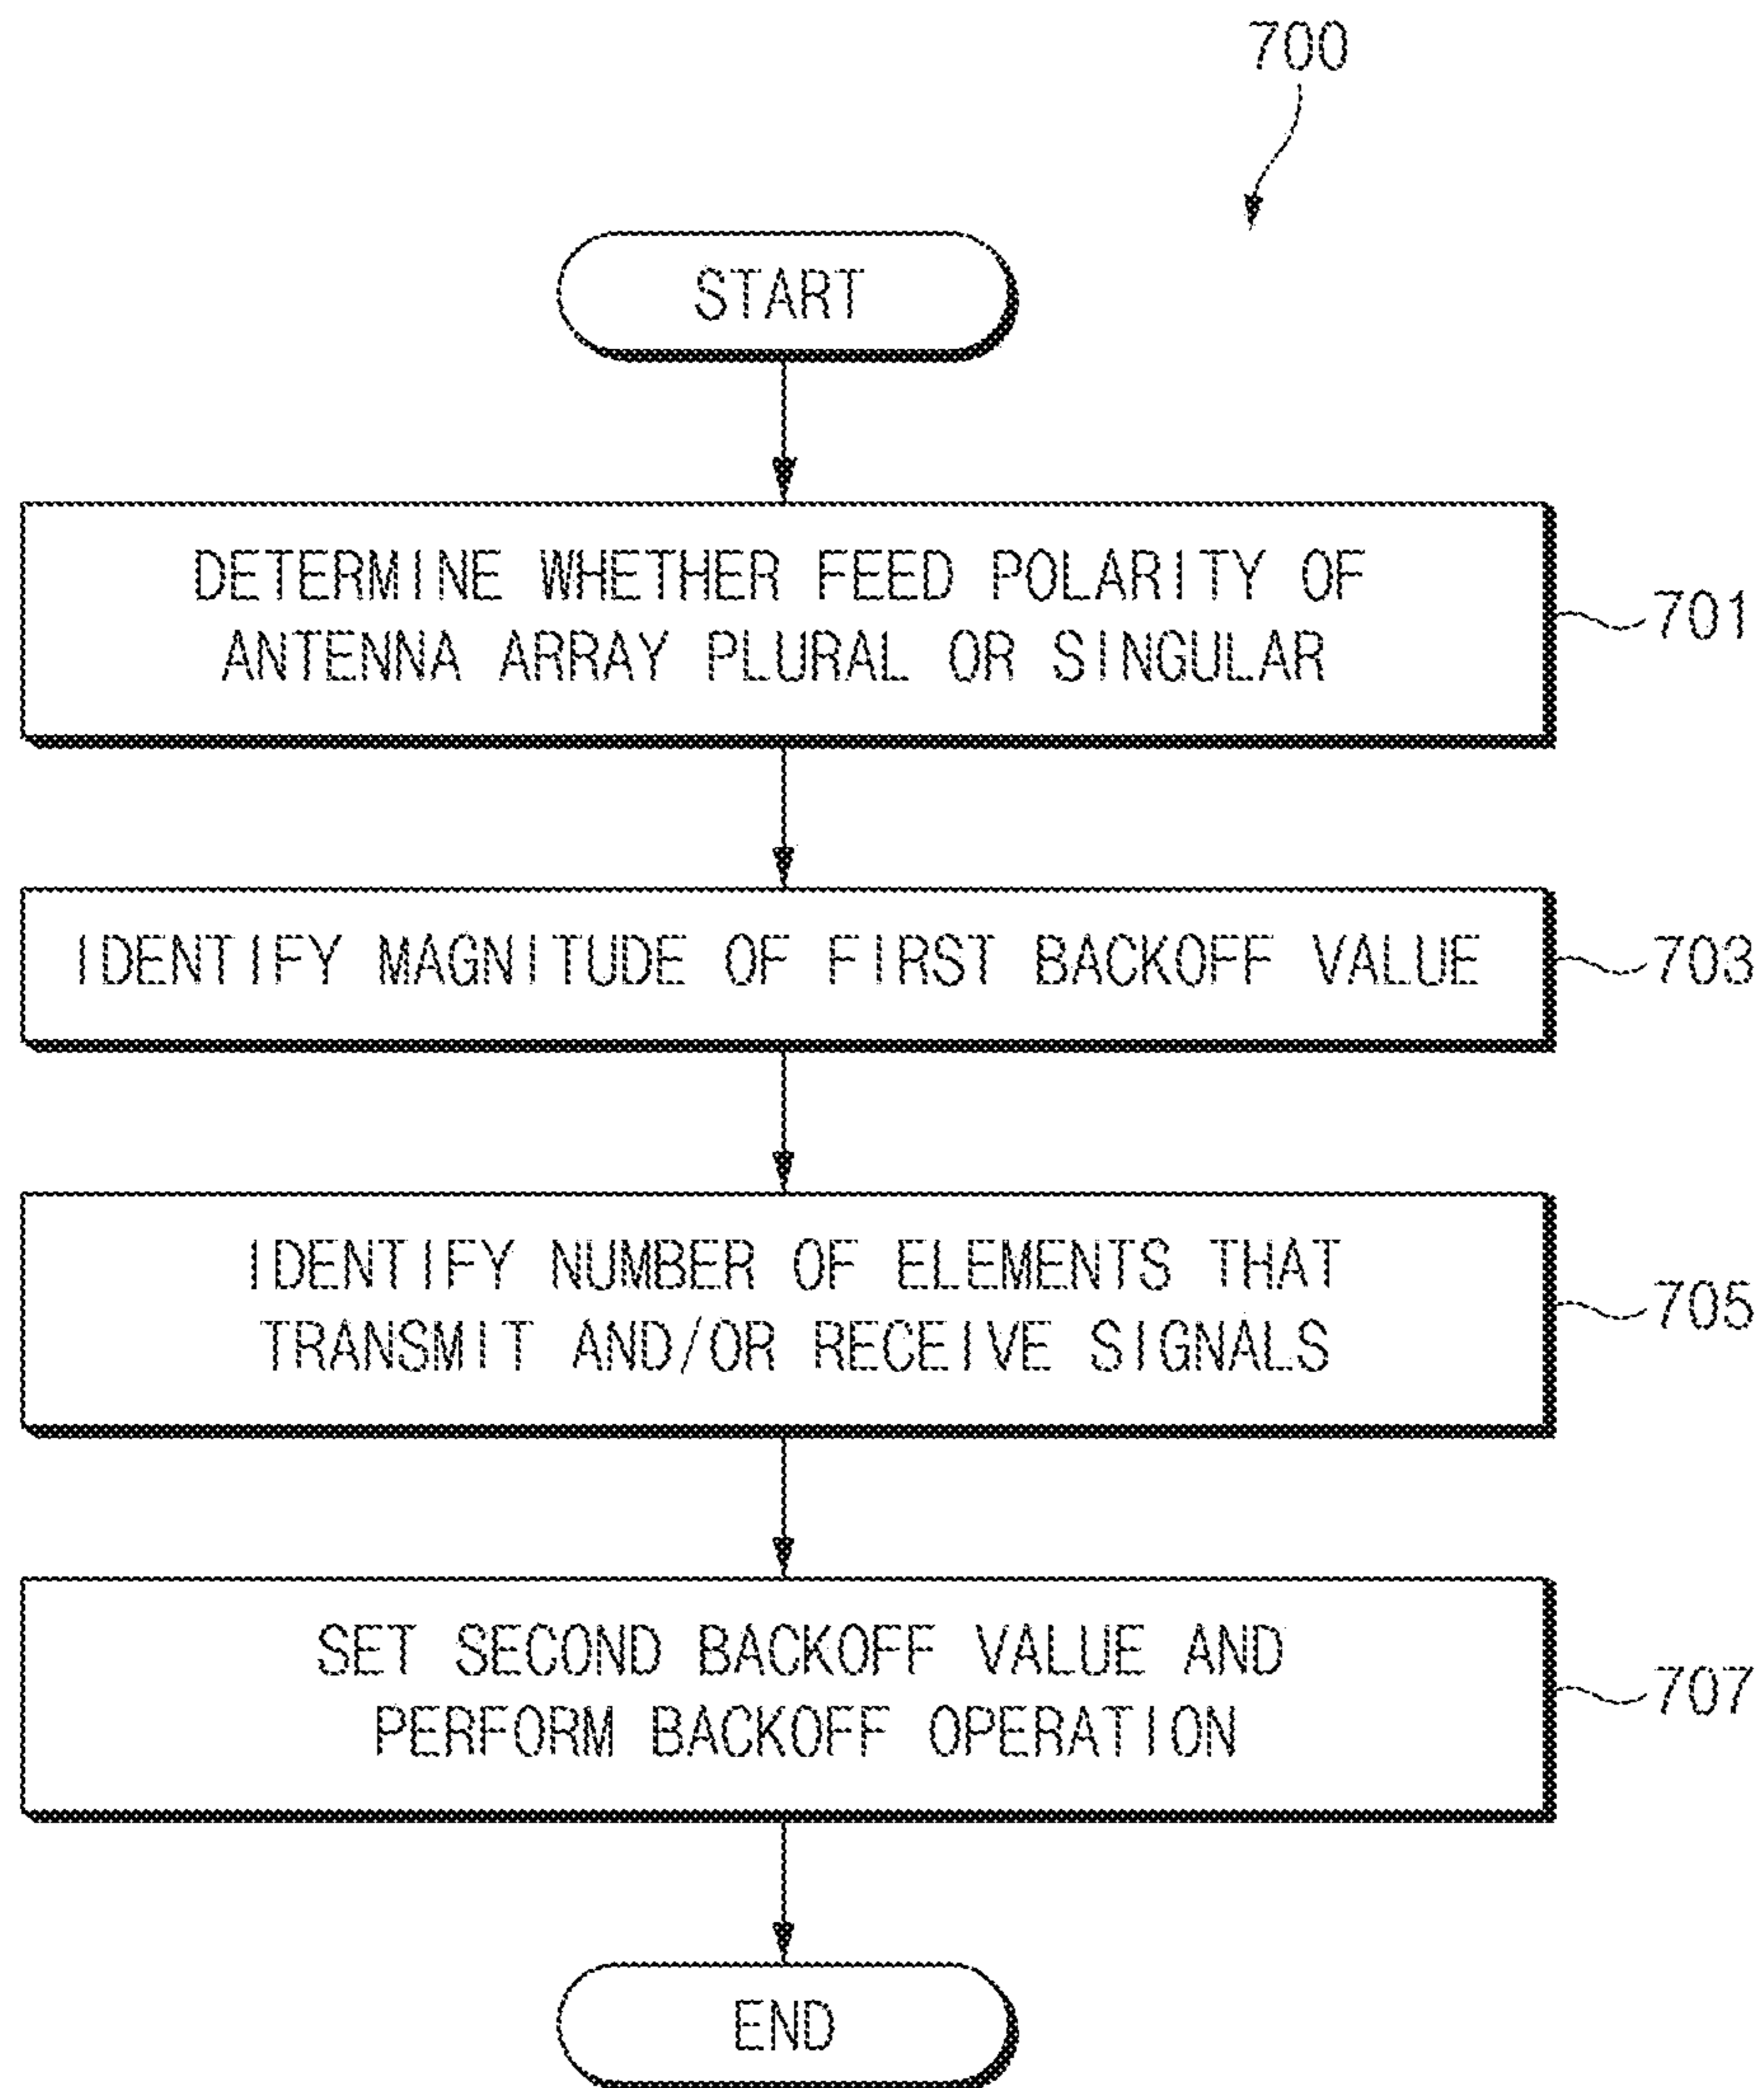 700
START
DETERMINE WHETHER FEED POLARITY OF
ANTENNA ARRAY PLURAL OR SINGULAR
701
IDENTIFY MAGNITUDE OF FIRST BACKOFF VALUE
703
IDENTIFY NUMBER OF ELEMENTS THAT
TRANSMIT AND/OR RECEIVE SIGNALS
705
SET SECOND BACKOFF VALUE AND
PERFORM BACKOFF OPERATION
707
END